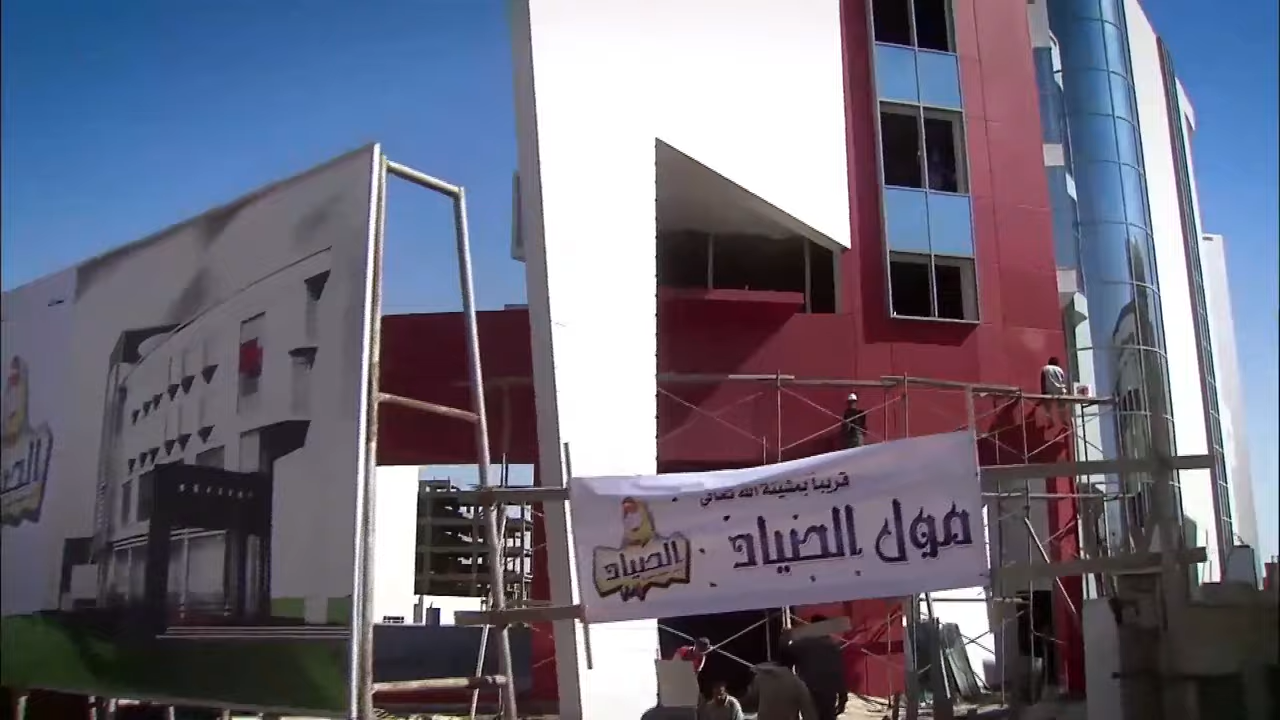 قريبا بمشيئة الله تعالى
مول الصياد
الصياد